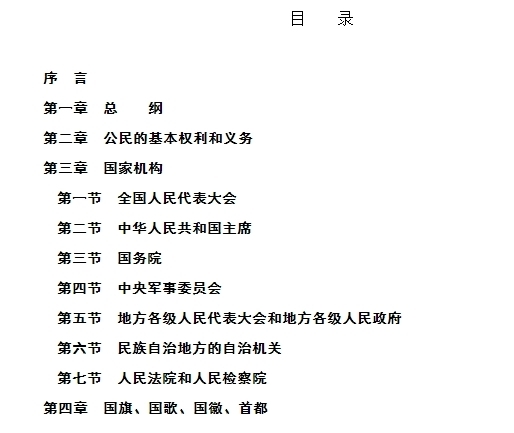 目　录
序　言
第一章　总　　纲
第二章　公民的基本权利和义务
第三章　国家机构
第一节　全国人民代表大会
第二节　中华人民共和国主席
第三节　国务院
第四节　中央军事委员会
第五节　地方各级人民代表大会和地方各级人民政府
第六节　民族自治地方的自治机关
第七节　人民法院和人民检察院
第四章　国旗、国歌、国徽、首都